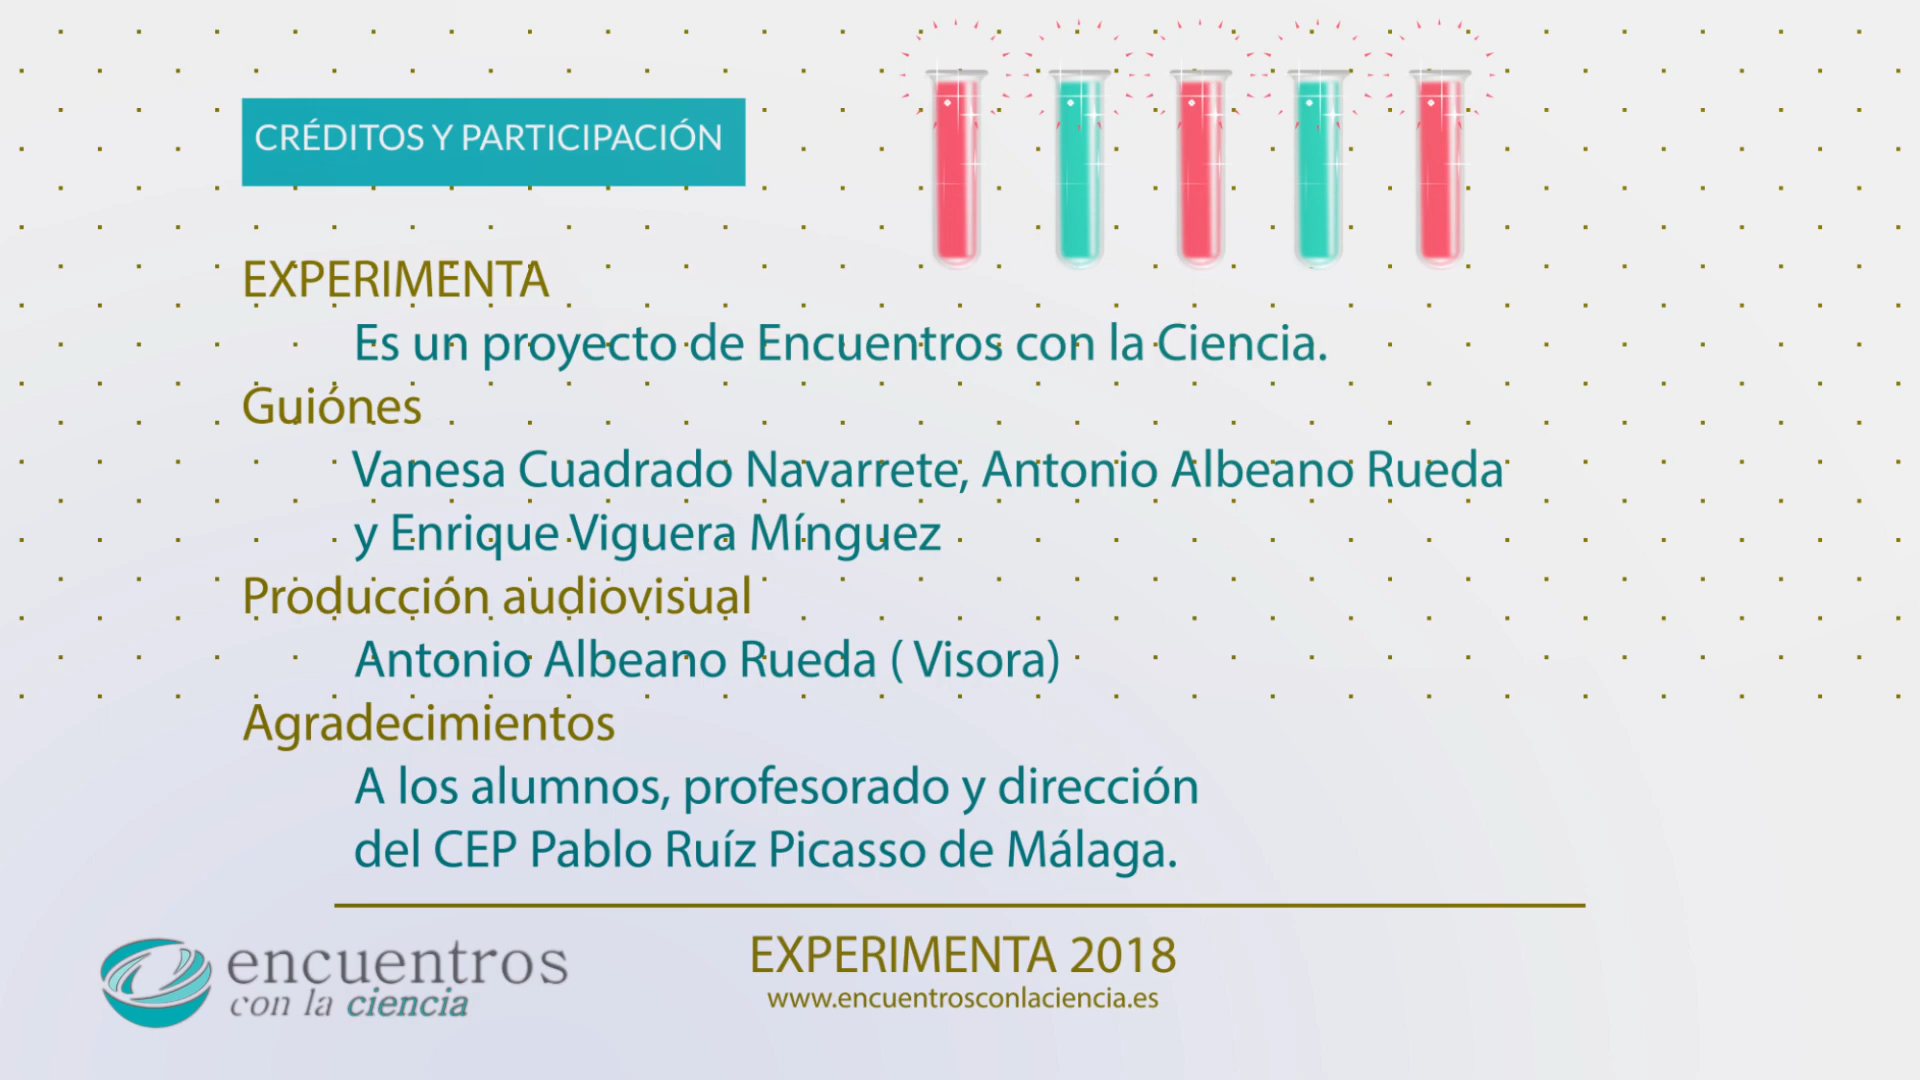 CRÉDITOS Y PARTICIPACIÓN
EXPERIMENTA
Es un proyecto de Encuentros con la Ciencia.
Guiónes
Vanesa Cuadrado Navarrete, Antonio Albeano Rueda
y Enrique Viguera Mínguez
Producción audiovisual
Antonio Albeano Rueda ( Visora)
Agradecimientos
A los alumnos, profesorado y dirección
del CEP Pablo Ruíz Picasso de Málaga.
encuentros
con la ciencia
EXPERIMENTA 2018
www.encuentrosconlaciencia.es